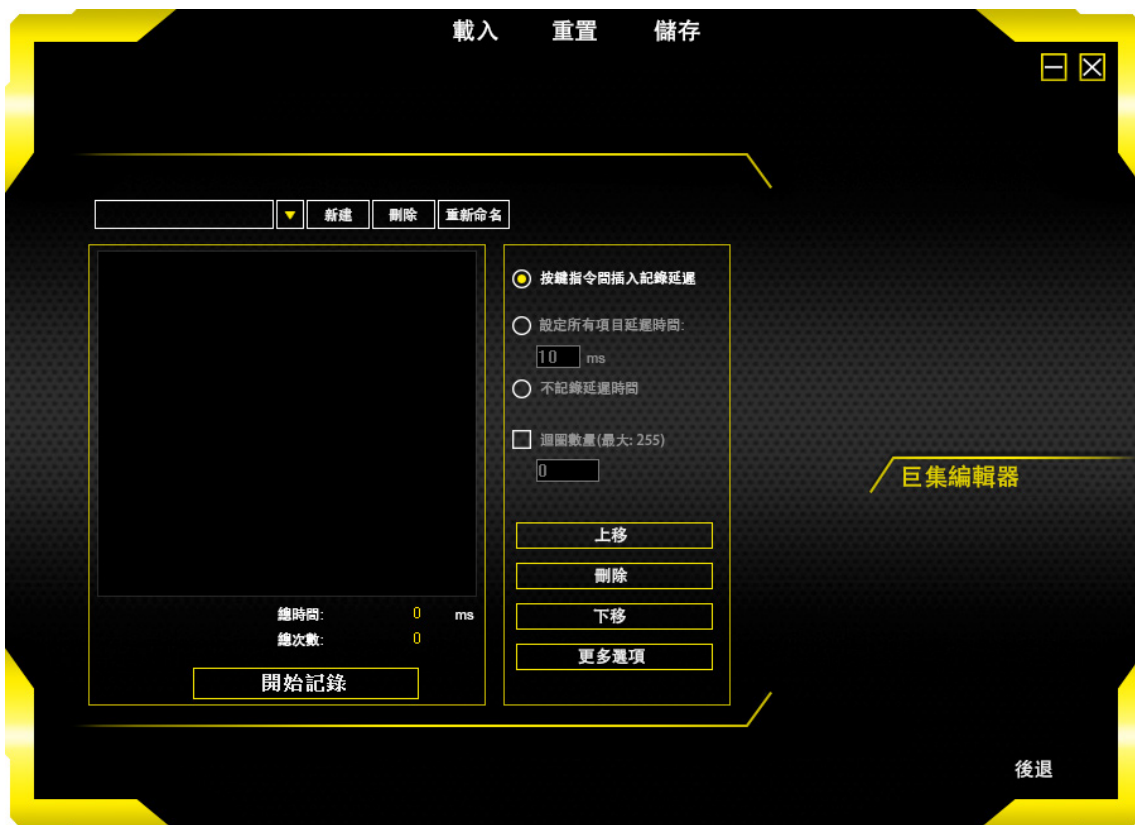 載入 重置 儲存
新建 刪除 重新命名
按鍵指令間插入記錄延遲
設定所有項目延遲時間:
10 ms
不記錄延遲時間
迴圈數量(最大: 255)
0
巨集編輯器
上移
刪除
下移
更多選項
總時間: 0 ms
總次數: 0
開始記錄
後退